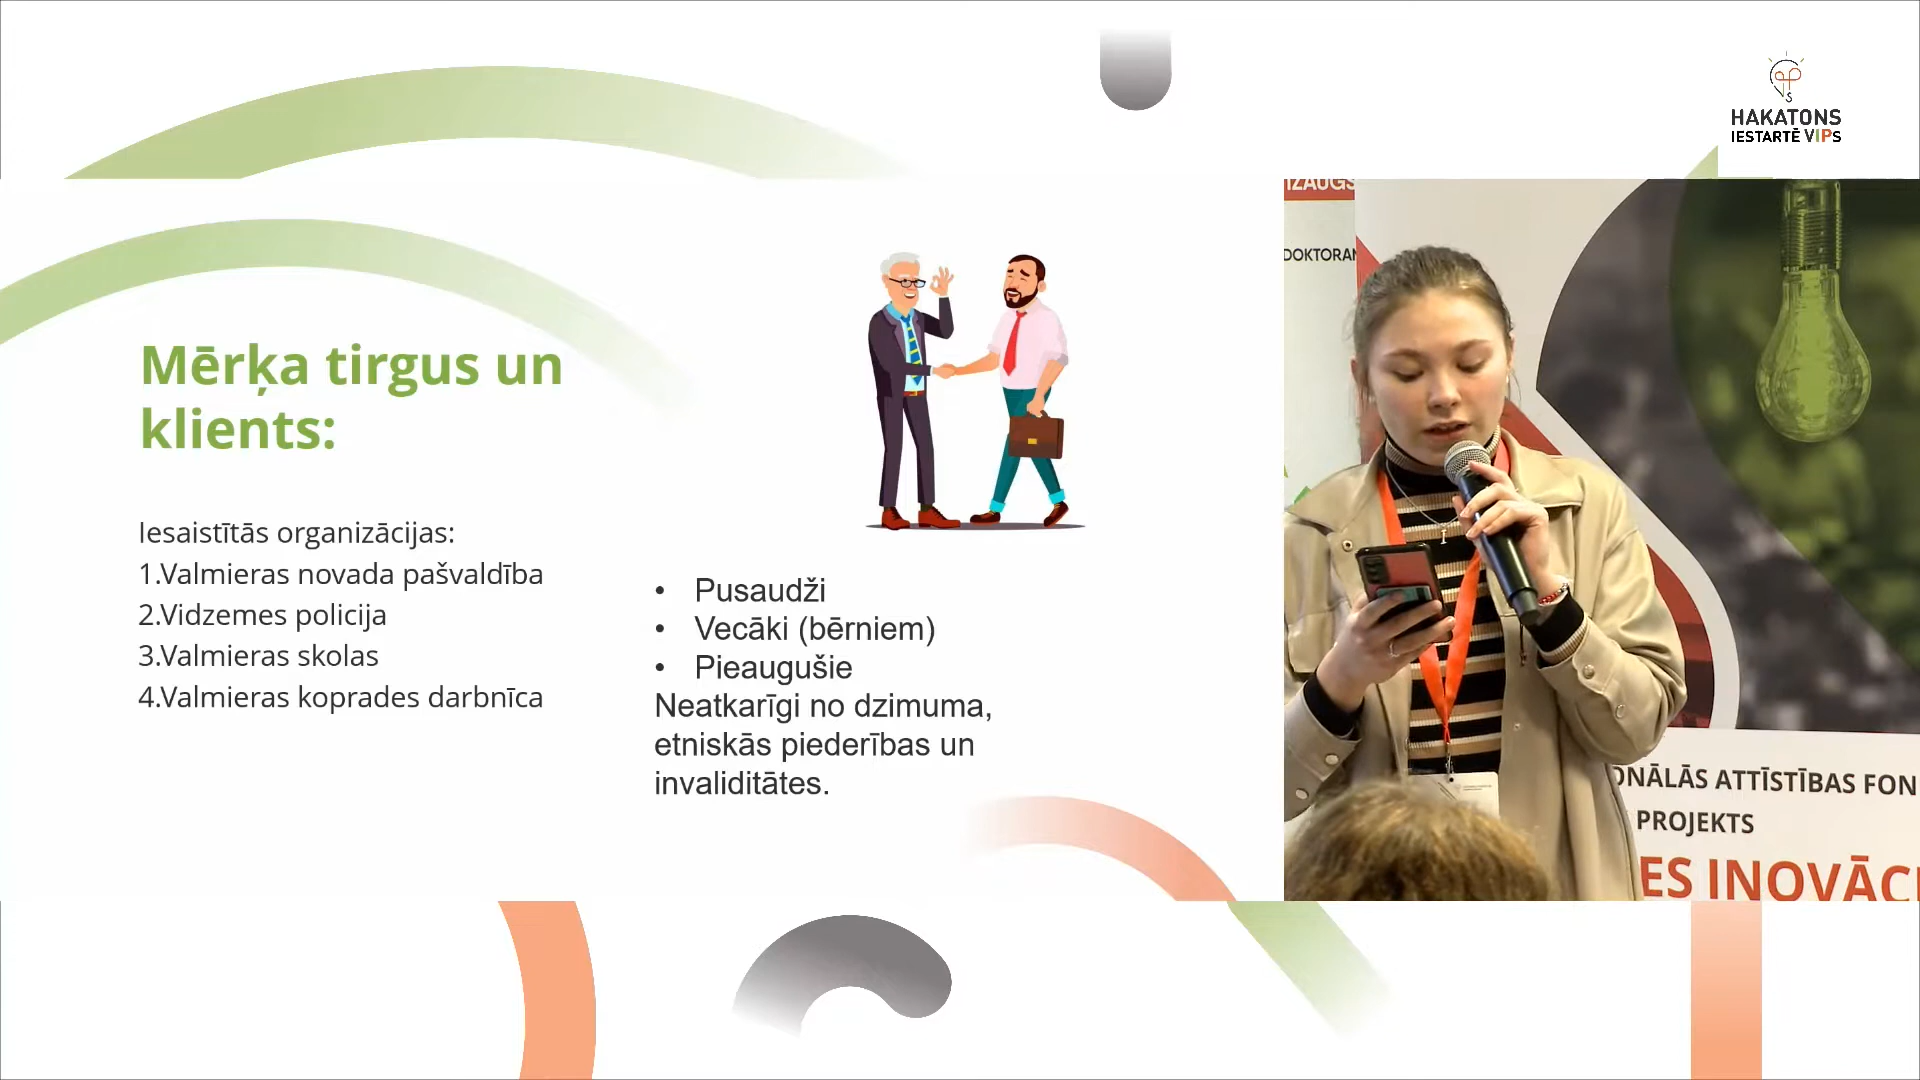 HAKATONS
IESTARTĒ VIPS
Mērķa tirgus un
klients:
Iesaistītās organizācijas:
1.Valmieras novada pašvaldība
2.Vidzemes policija
3.Valmieras skolas
4.Valmieras koprades darbnīca
• Pusaudži
• Vecāki (bērniem)
• Pieaugušie
Neatkarīgi no dzimuma,
etniskās piederības un
invaliditātes.
IZAUGS
DOKTORAN
ONĀLĀS ATTĪSTĪBAS FON
PROJEKTS
ES INOVĀCI